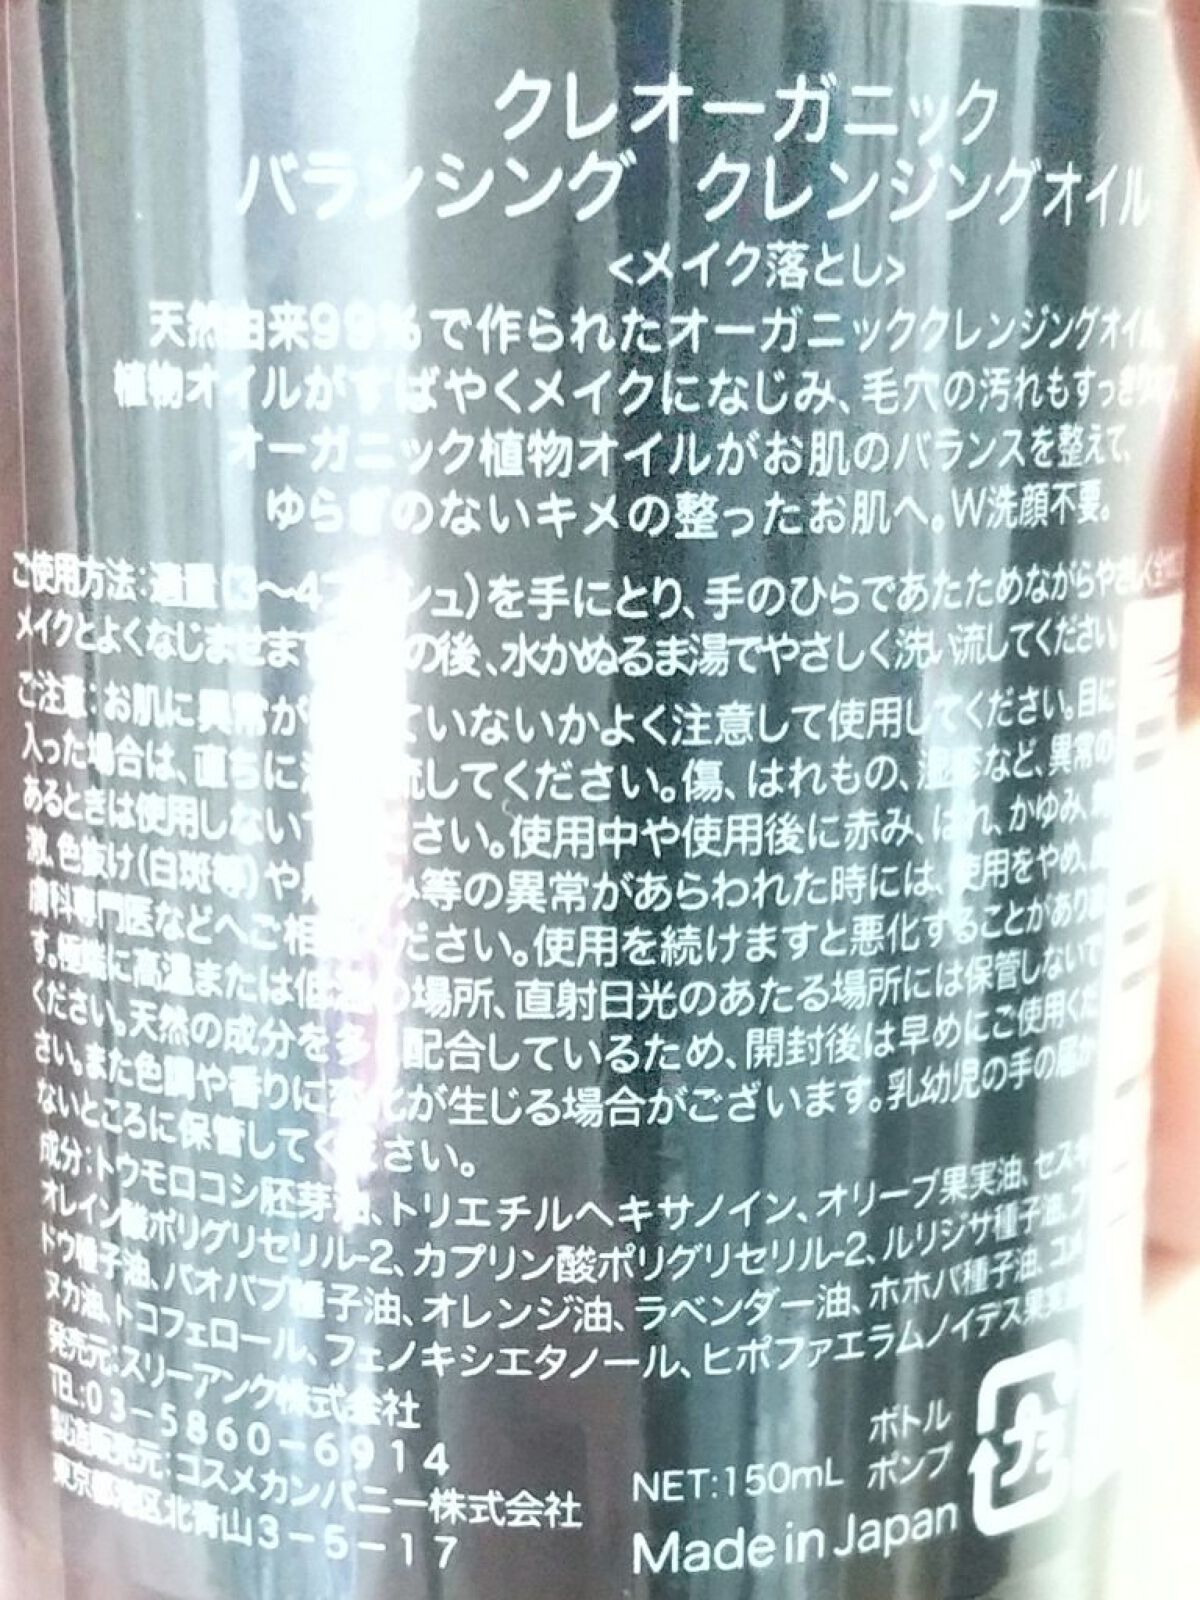 クレオーガニック
バランシング クレンジングオイル
<メイク落とし>
天然由来99%で作られたオーガニッククレンジングオイル。
植物オイルがすばやくメイクになじみ、毛穴の汚れもすっきり
オーガニック植物オイルがお肌のバランスを整えて、
ゆらぎのないキメの整ったお肌へ。W洗顔不要。
ご使用方法:適量(3〜4プッシュ)を手にとり、手のひらであたためながらやさしく
メイクとよくなじませま の後、水かぬるま湯でやさしく洗い流してください
ご注意:お肌に異常が ていないかよく注意して使用してください。目に
入った場合は、直ちに 流してください。傷、はれもの、湿疹など、異常の
あるときは使用しない ださい。使用中や使用後に赤み、はれ、かゆみ、
激、色抜け(白斑等)や 等の異常があらわれた時には、使用をやめ、
膚科専門医などへご相 ください。使用を続けますと悪化することがあり
す。極端に高温または低温の場所、直射日光のあたる場所には保管しないで
ください。天然の成分を多く配合しているため、開封後は早めにご使用くだ
さい。また色調や香りに変化が生じる場合がございます。乳幼児の手の届か
ないところに保管してください。
成分:トウモロコシ胚芽油、トリエチルヘキサノイン、オリーブ果実油、セスキ
オレイン酸ポリグリセリル-2、カプリン酸ポリグリセリル-2、ルリジサ種子油、
ドウ種子油、バオバブ種子油、オレンジ油、ラベンダー油、ホホバ種子油、コメ
ヌカ油、トコフェロール、フェノキシエタノール、ヒポファエラムノイデス果実
発売元:スリーアンク株式会社
TEL:03-5860-6914
製造販売元:コスメカンパニー株式会社
東京都港区北青山3-5-17
NET:150mL
ボトル
ポンプ
プラ
Made in Japan